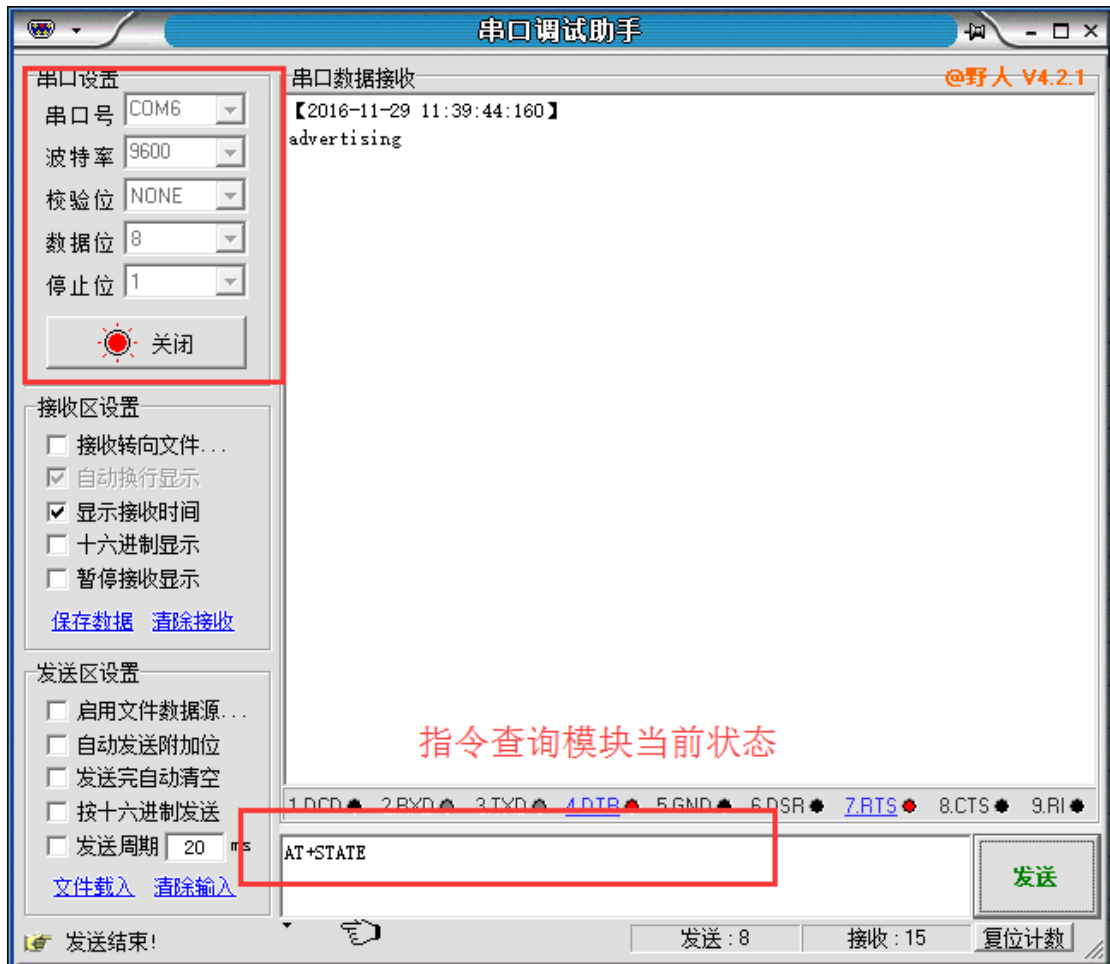 串口调试助手
串口设置
串口号 COM6
波特率 9600
校验位 NONE
数据位 8
停止位 1
关闭
接收区设置
接收转向文件...
自动换行显示
显示接收时间
十六进制显示
暂停接收显示
保存数据 清除接收
发送区设置
启用文件数据源...
自动发送附加位
发送完自动清空
按十六进制发送
发送周期 20 ms
文件载入 清除输入
串口数据接收
@野人 V4.2.1
【2016-11-29 11:39:44:160】
advertising
指令查询模块当前状态
1.DCD 2.RXD 3.TXD 4.DTR 5.GND 6.DSR 7.RTS 8.CTS 9.RI
AT+STATE
发送
发送结束!
发送:8
接收:15
复位计数